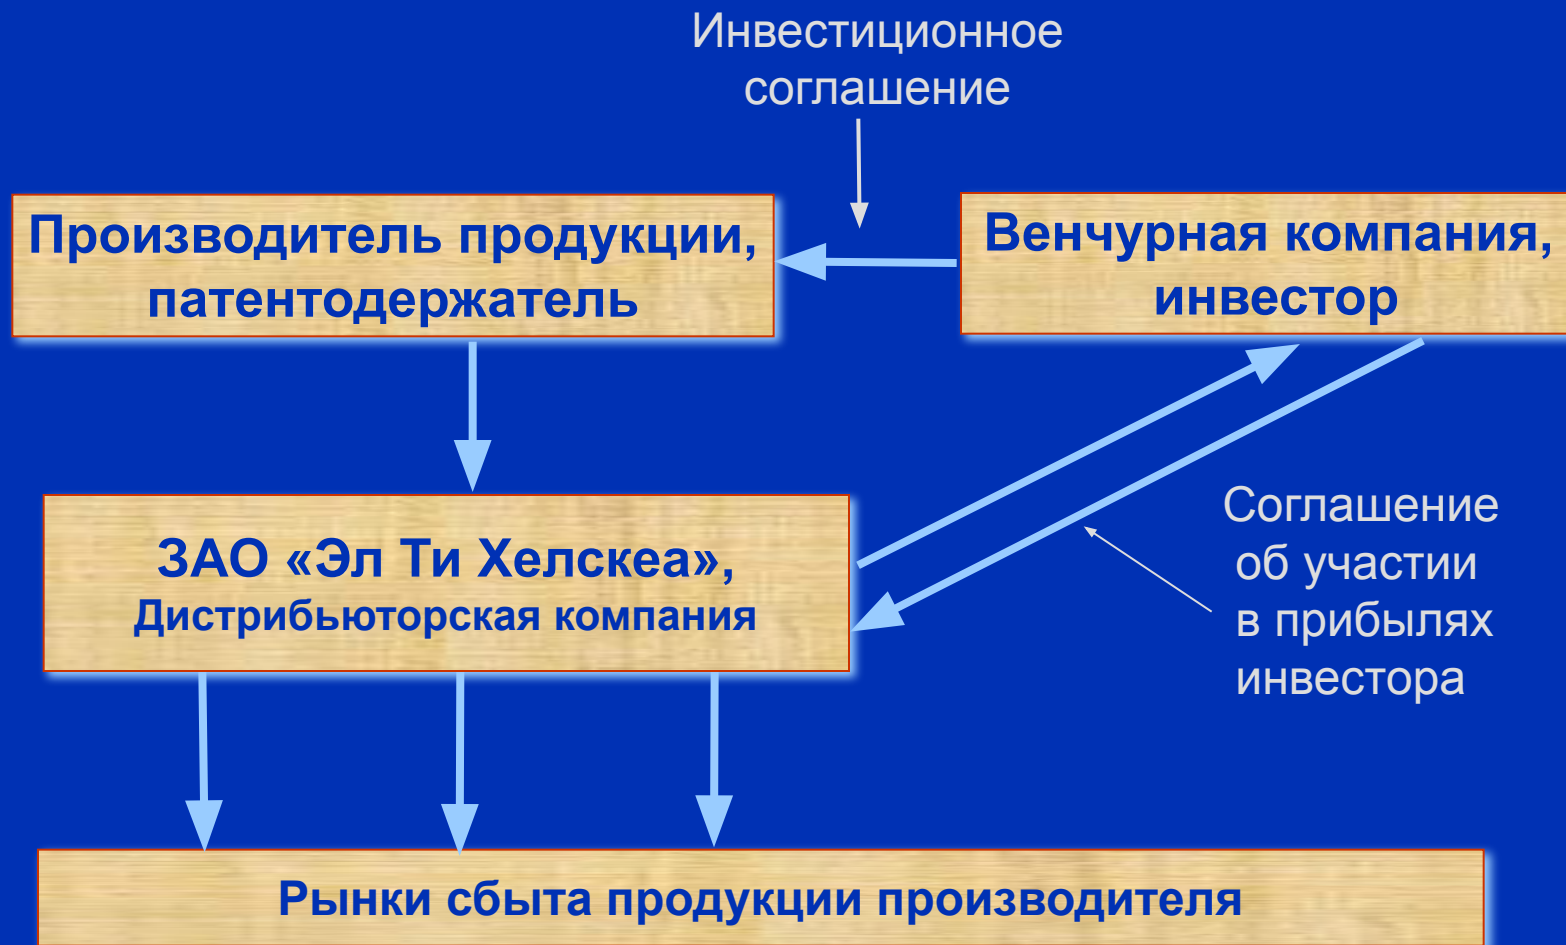 Инвестиционное
соглашение
Производитель продукции,
патентодержатель
Венчурная компания,
инвестор
ЗАО «Эл Ти Хелскеа»,
Дистрибьюторская компания
Соглашение
об участии
в прибылях
инвестора
Рынки сбыта продукции производителя